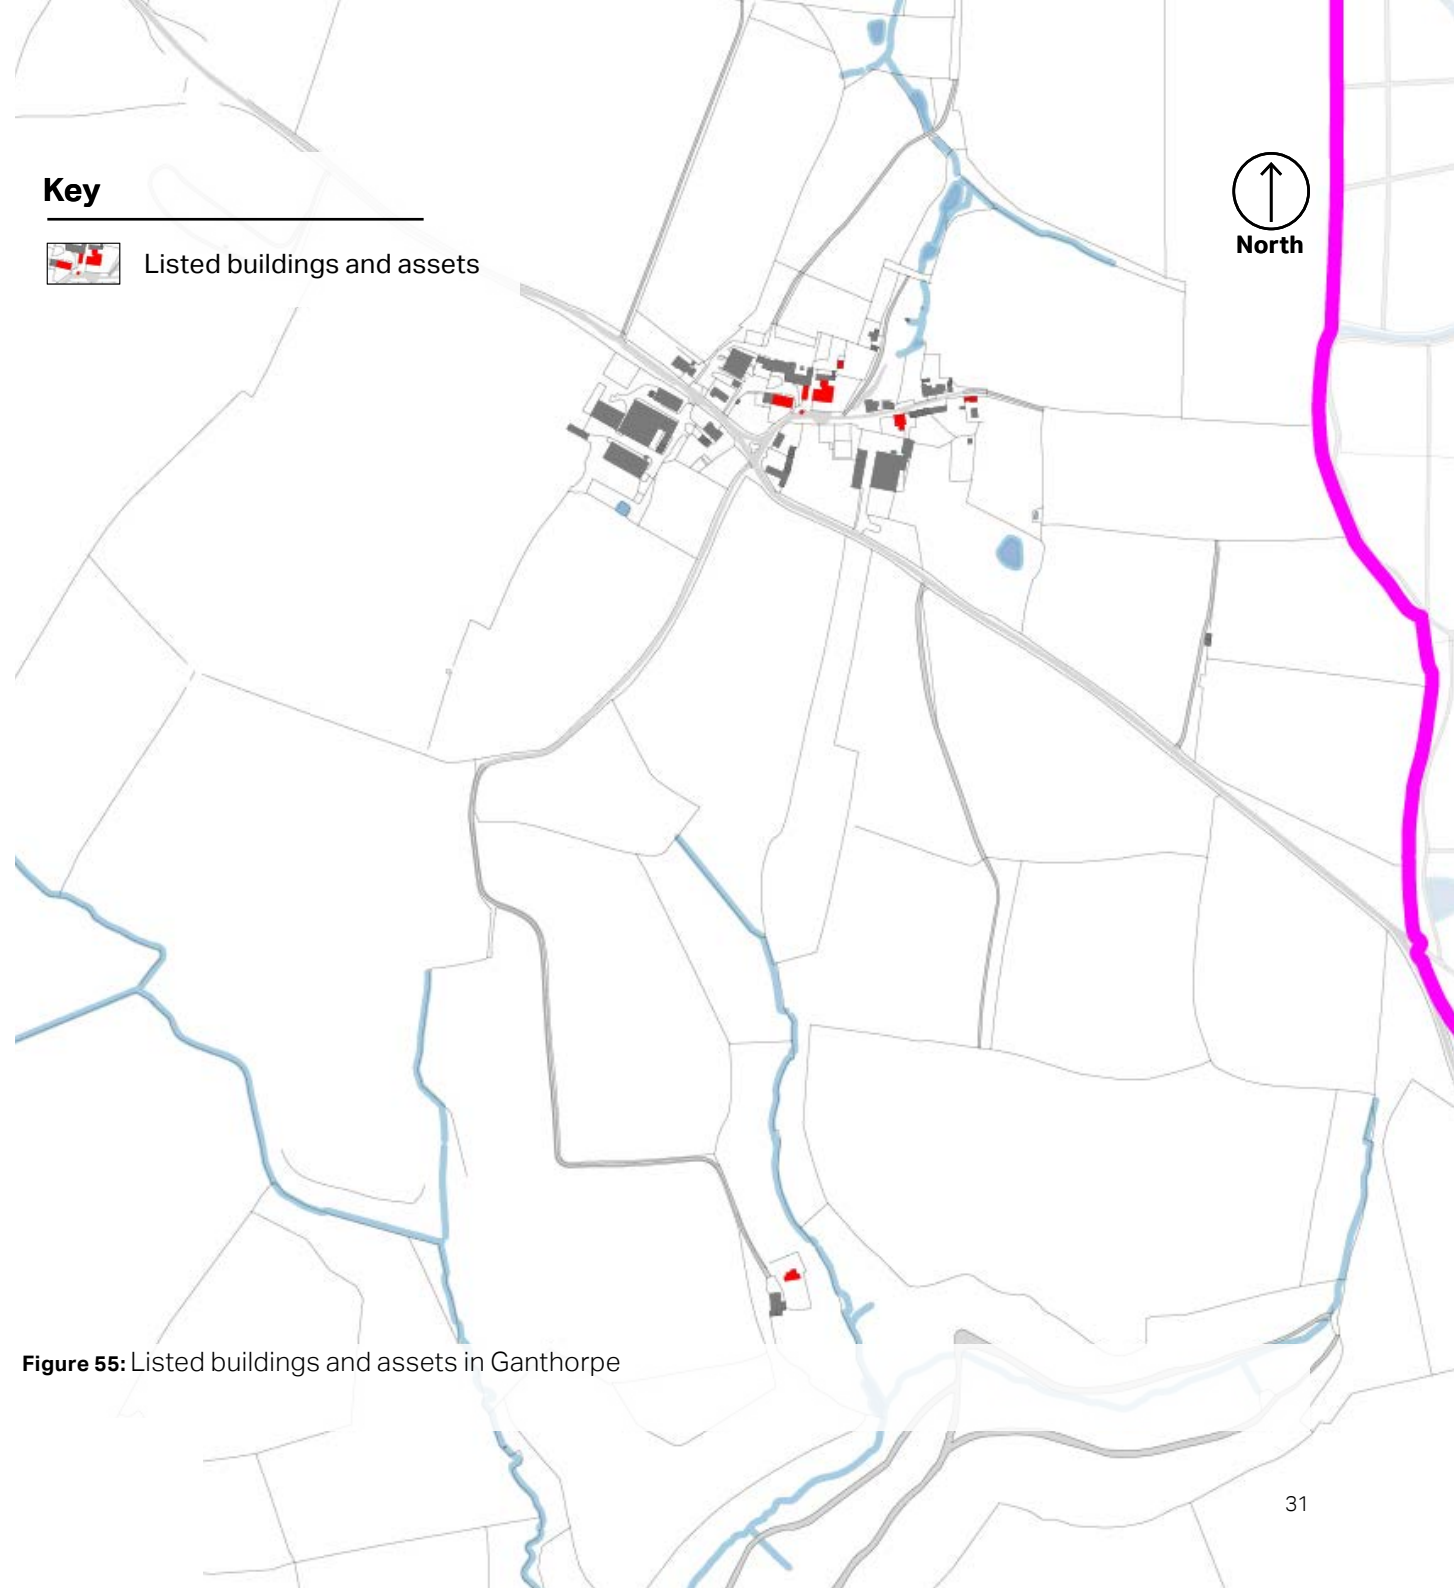 Key
Listed buildings and assets
North
Figure 55: Listed buildings and assets in Ganthorpe
31